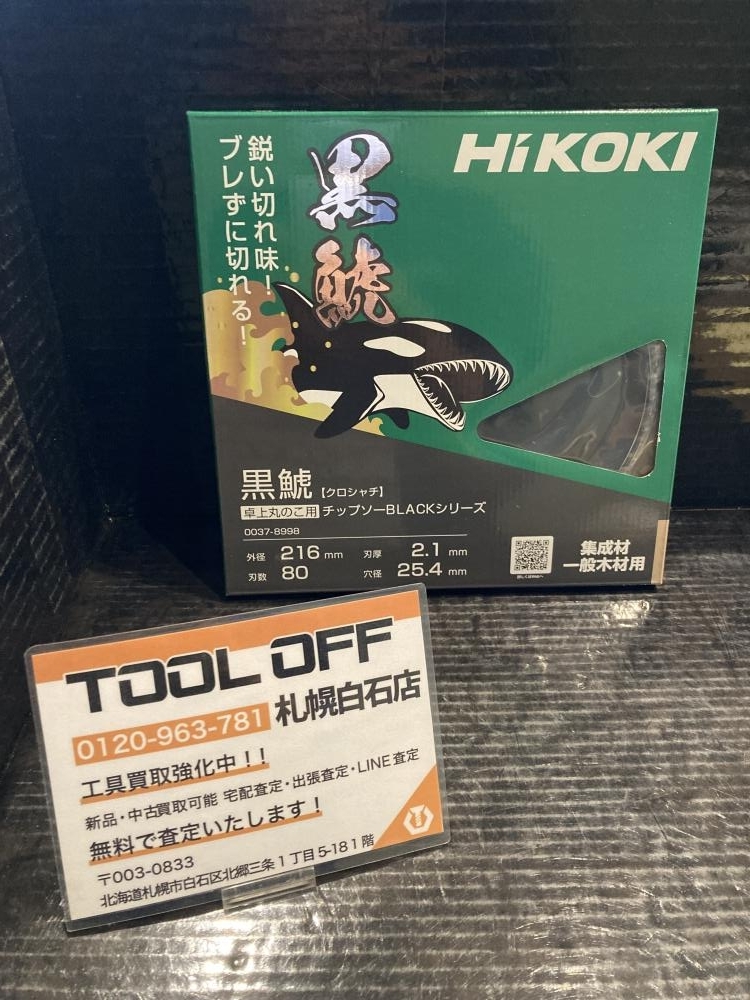 HiKOKI
鋭い切れ味！
ブレずに切れる！
黒鯱
黒鯱【クロシャチ】
卓上丸のこ用 チップソーBLACKシリーズ
0037-8998
外径 216 mm 刃厚 2.1 mm
刃数 80 穴径 25.4 mm
集成材
一般木材用
TOOL OFF
0120-963-781 札幌白石店
工具買取強化中！！
新品・中古買取可能 宅配査定・出張査定・LINE査定
無料で査定いたします！
〒003-0833
北海道札幌市白石区北郷三条1丁目5-18 1階